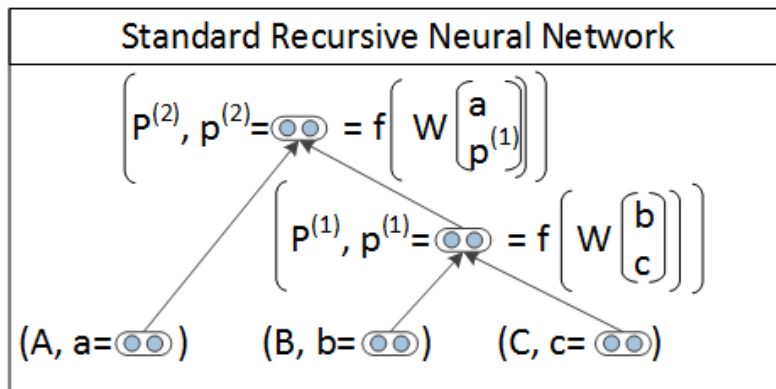 Standard Recursive Neural Network
(P^(2), p^(2)= = f(W(a p^(1))))
(P^(1), p^(1)= = f(W(b c)))
(A, a= ) (B, b= ) (C, c= )